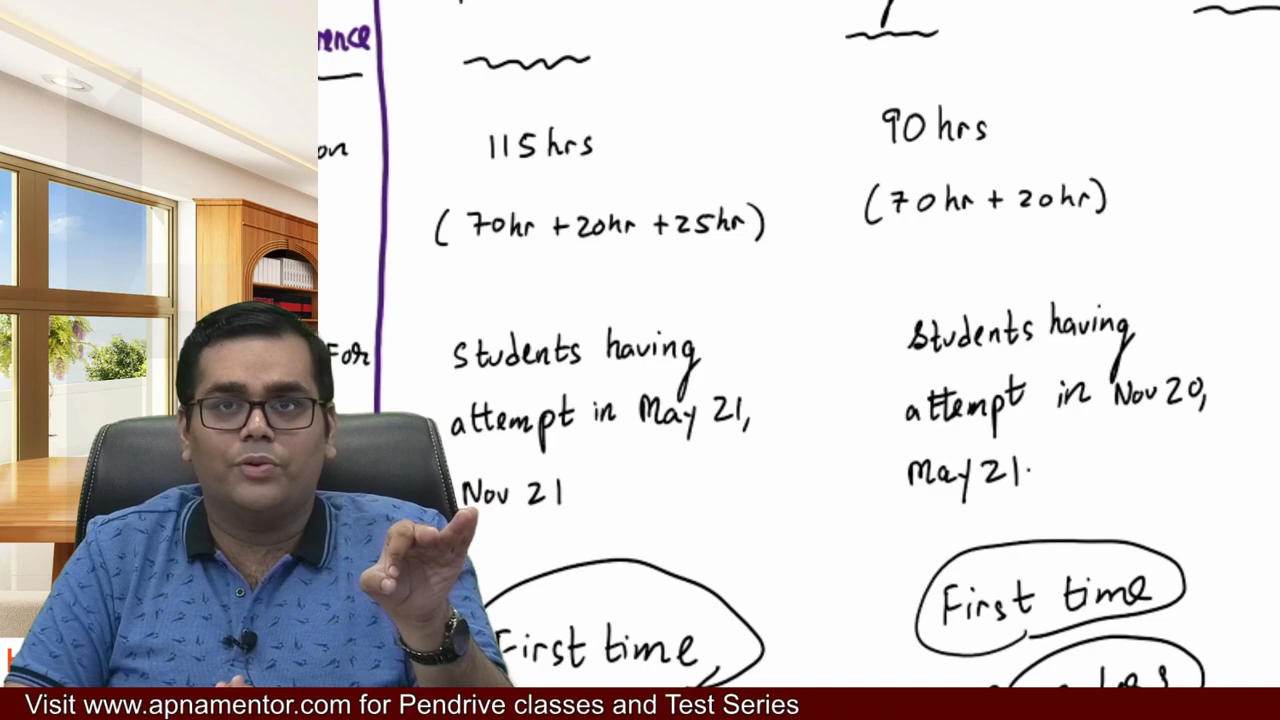 115 hrs
(70hr + 20hr + 25hr)
Students having
attempt in May 21,
Nov 21
First time
90 hrs
(70hr + 20hr)
Students having
attempt in Nov 20,
May 21.
First time
For
Visit www.apnamentor.com for Pendrive classes and Test Series